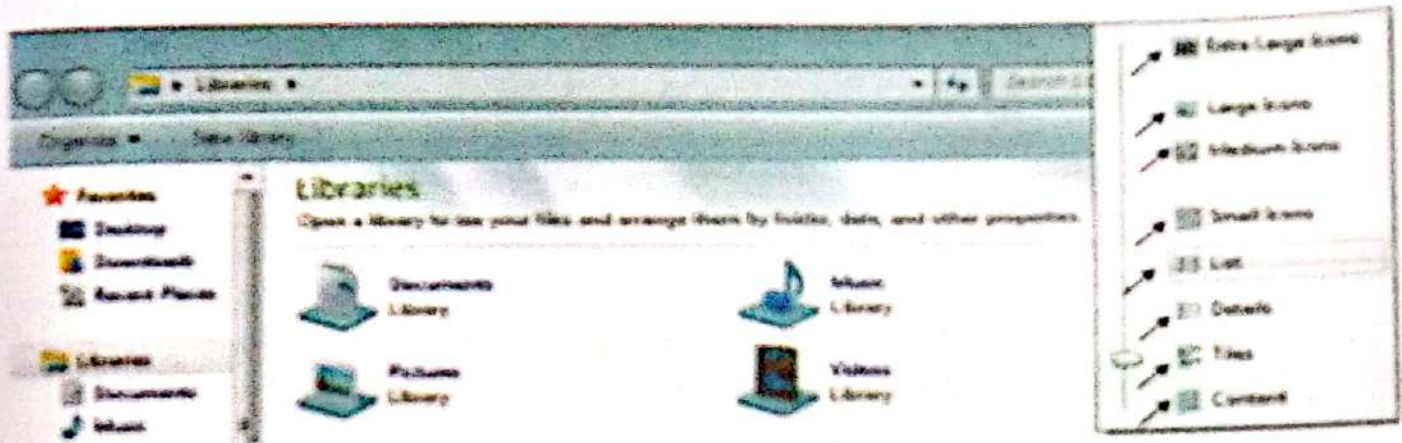 Libraries
Search
Organize
New library
Favorites
Desktop
Downloads
Recent Places
Libraries
Documents
Music
Libraries
Open a library to see your files and arrange them by folder, date, and other properties.
Documents
Library
Music
Library
Pictures
Library
Videos
Library
Extra Large Icons
Large Icons
Medium Icons
Small Icons
List
Details
Tiles
Content